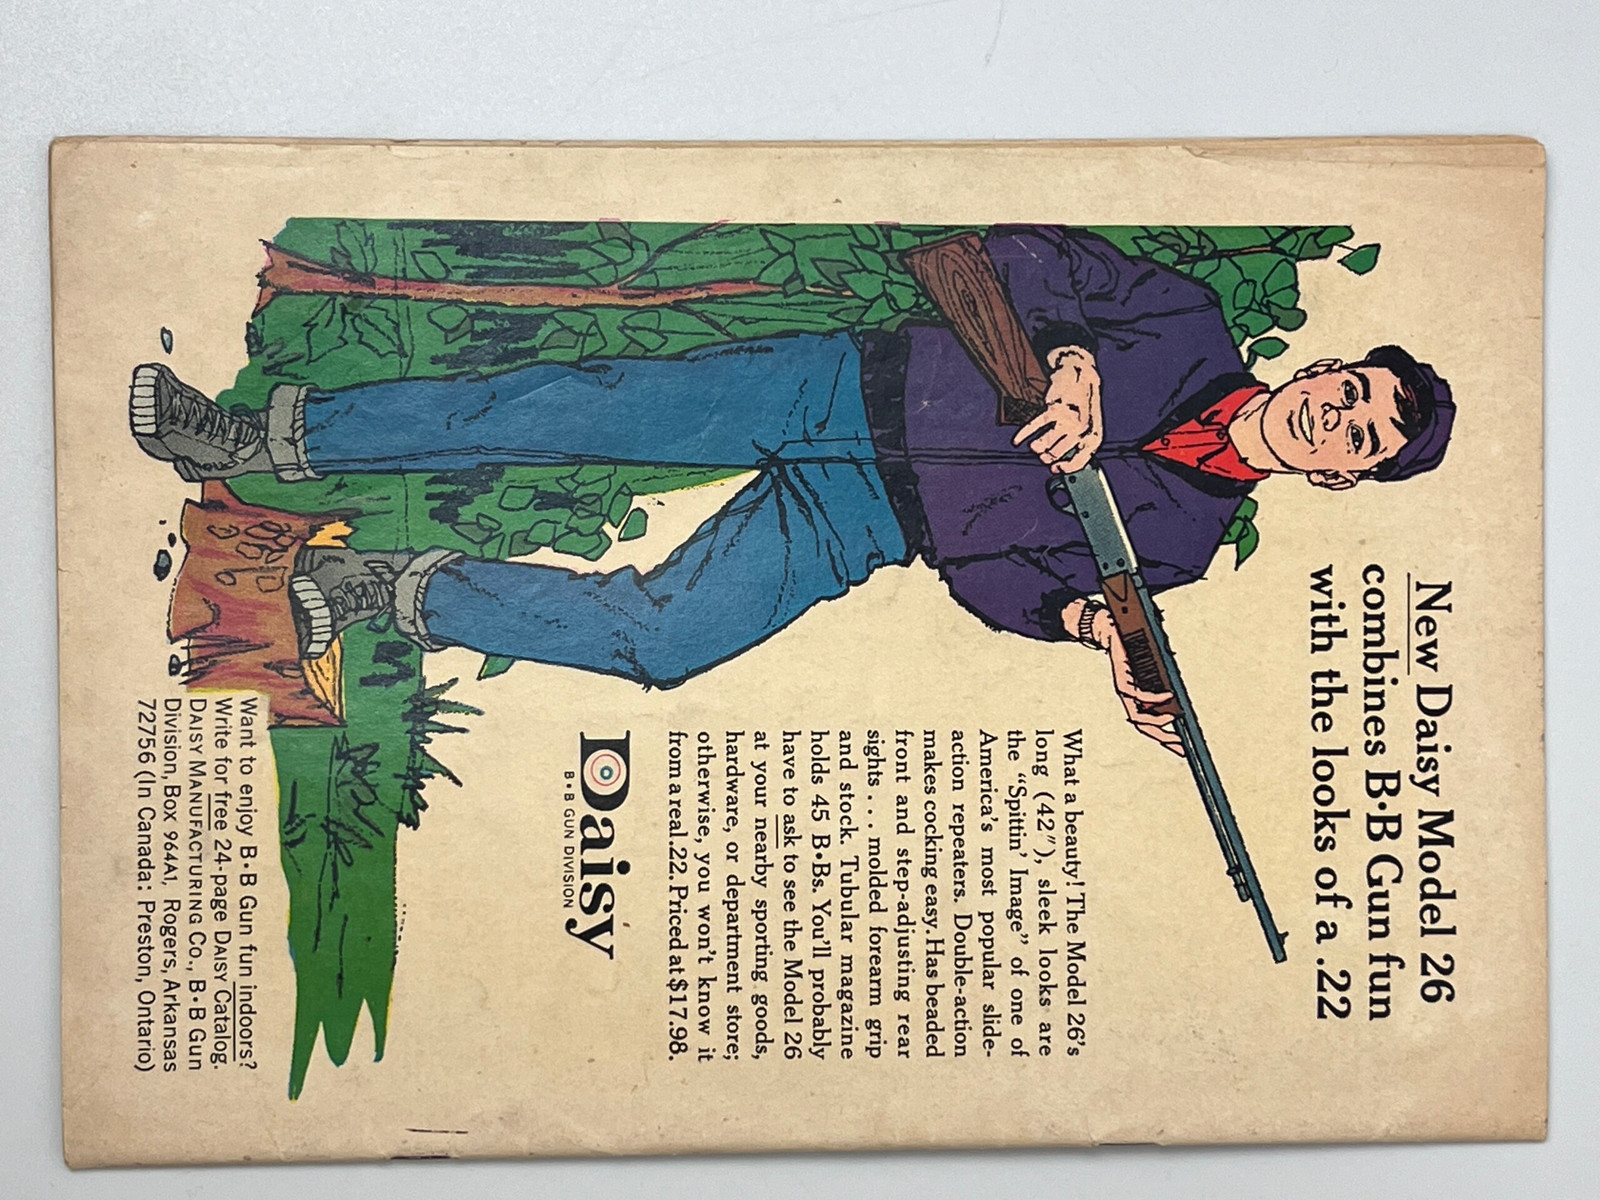 New Daisy Model 26
combines B•B Gun fun
with the looks of a .22
What a beauty! The Model 26's
long (42"), sleek looks are
the “Spittin’ Image” of one of
America's most popular slide-
action repeaters. Double-action
makes cocking easy. Has beaded
front and step-adjusting rear
sights . . . molded forearm grip
and stock. Tubular magazine
holds 45 B•Bs. You'll probably
have to ask to see the Model 26
at your nearby sporting goods,
hardware, or department store;
otherwise, you won't know it
from a real .22. Priced at $17.98.
Daisy
B•B GUN DIVISION
Want to enjoy B•B Gun fun indoors?
Write for free 24-page DAISY Catalog.
DAISY MANUFACTURING CO., B•B Gun
Division, Box 964A1, Rogers, Arkansas
72756 (In Canada: Preston, Ontario)